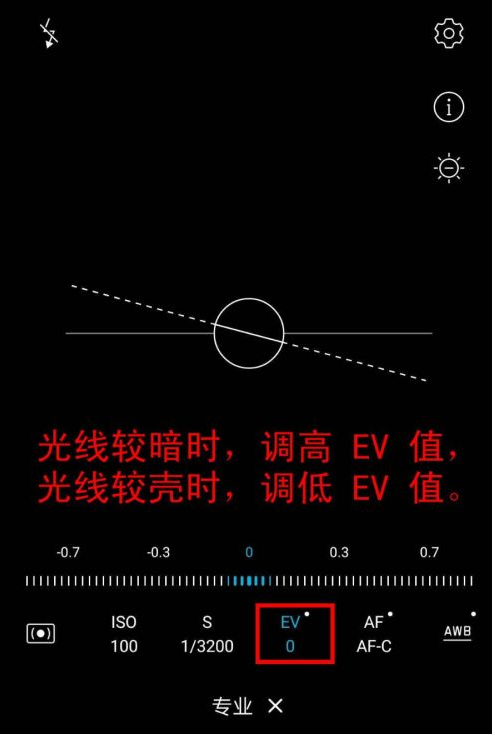 光线较暗时，调高 EV 值，
光线较壳时，调低 EV 值。
-0.7 -0.3 0 0.3 0.7
ISO S EV AF AWB
100 1/3200 0 AF-C
专业 ×